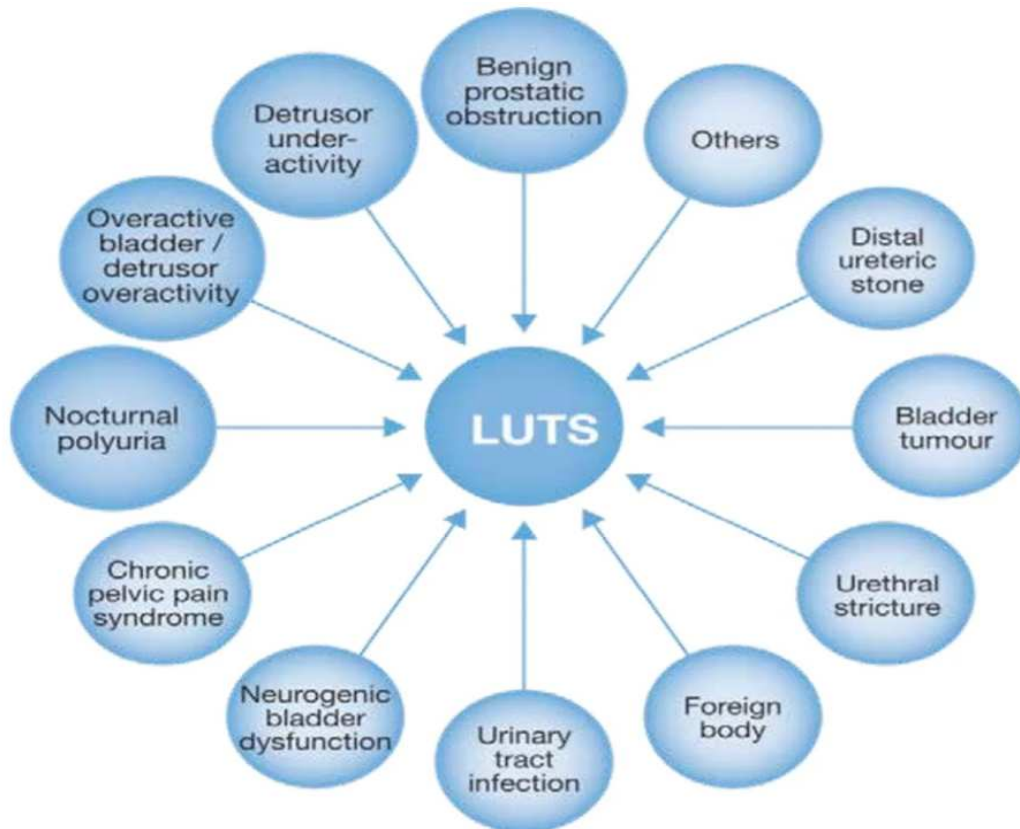 Benign
prostatic
obstruction
Others
Distal
ureteric
stone
Bladder
tumour
Urethral
stricture
Foreign
body
Urinary
tract
infection
Neurogenic
bladder
dysfunction
Chronic
pelvic pain
syndrome
Nocturnal
polyuria
Overactive
bladder /
detrusor
overactivity
Detrusor
under-
activity
LUTS